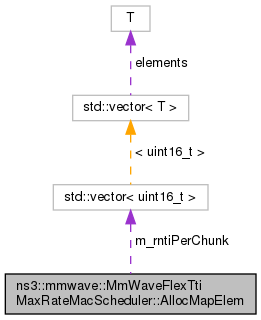 T
elements
std::vector< T >
< uint16_t >
std::vector< uint16_t >
m_rntiPerChunk
ns3::mmwave::MmWaveFlexTti
MaxRateMacScheduler::AllocMapElem